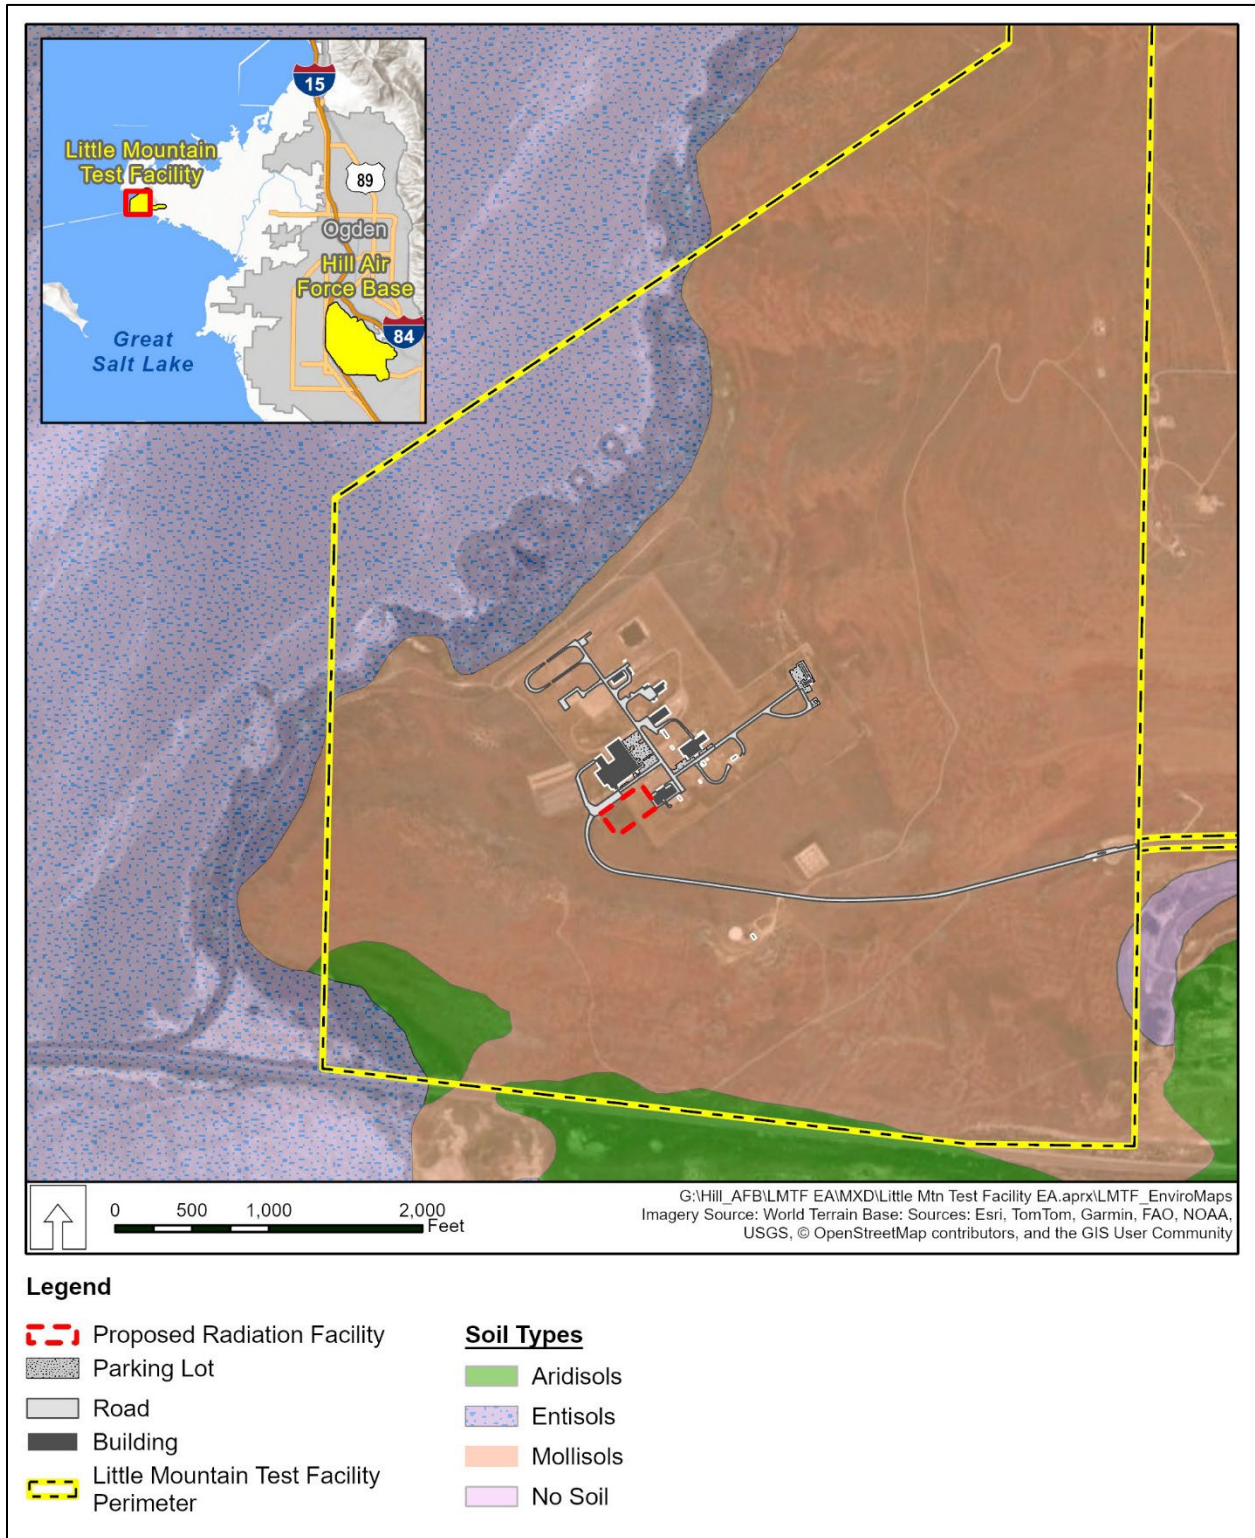 15
Little Mountain
Test Facility
89
Ogden
Hill Air
Force Base
84
Great
Salt Lake
0 500 1,000 2,000
Feet
G:\Hill_AFB\LMTF EA\MXD\Little Mtn Test Facility EA.aprx\LMTF_EnviroMaps
Imagery Source: World Terrain Base: Sources: Esri, TomTom, Garmin, FAO, NOAA,
USGS, © OpenStreetMap contributors, and the GIS User Community
Legend
Proposed Radiation Facility
Parking Lot
Road
Building
Little Mountain Test Facility
Perimeter
Soil Types
Aridisols
Entisols
Mollisols
No Soil